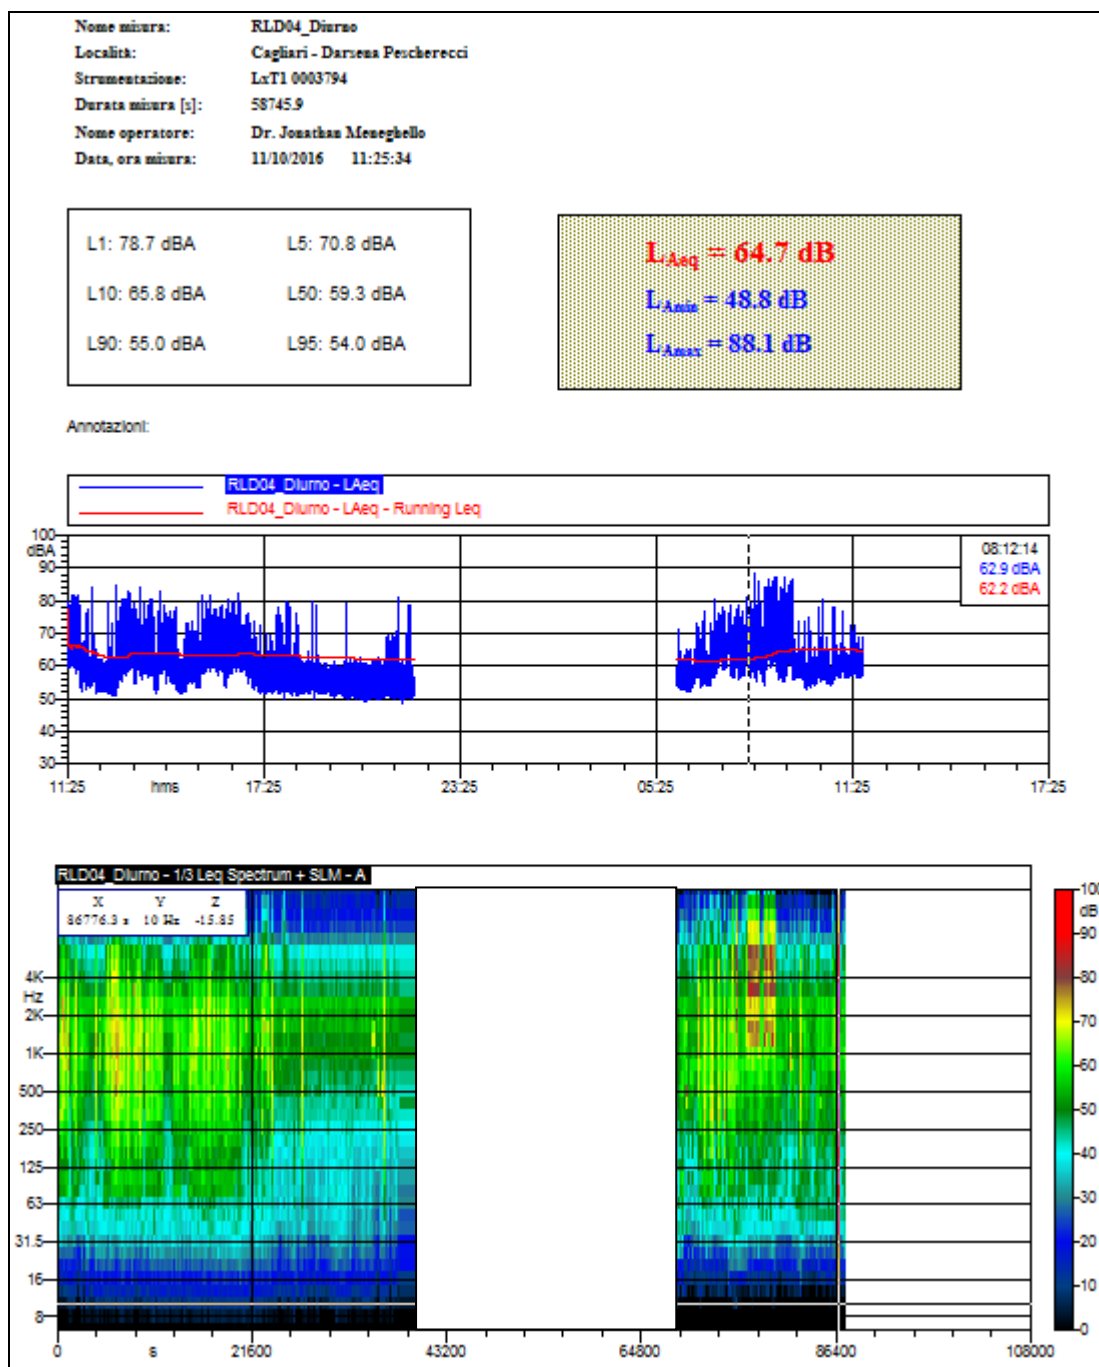 Nome misura: RLD04_Diurno
Località: Cagliari - Darsena Pescherecci
Strumentazione: LxT1 0003794
Durata misura [s]: 58745.9
Nome operatore: Dr. Jonathan Meneghello
Data, ora misura: 11/10/2016 11:25:34
L1: 78.7 dBA L5: 70.8 dBA
L10: 65.8 dBA L50: 59.3 dBA
L90: 55.0 dBA L95: 54.0 dBA
LAeq = 64.7 dB
LAmin = 48.8 dB
LAmax = 88.1 dB
Annotazioni:
RLD04_Diurno - LAeq
RLD04_Diurno - LAeq - Running Leq
100
dBA
90
80
70
60
50
40
30
08:12:14
62.9 dBA
62.2 dBA
11:25 hms 17:25 23:25 05:25 11:25 17:25
RLD04_Diurno - 1/3 Leq Spectrum + SLM - A
X Y Z
86776.3 s 10 Hz -15.85
4K
Hz
2K
1K
500
250
125
63
31.5
16
8
0 s 21600 43200 64800 86400 108000
100
dB
90
80
70
60
50
40
30
20
10
0